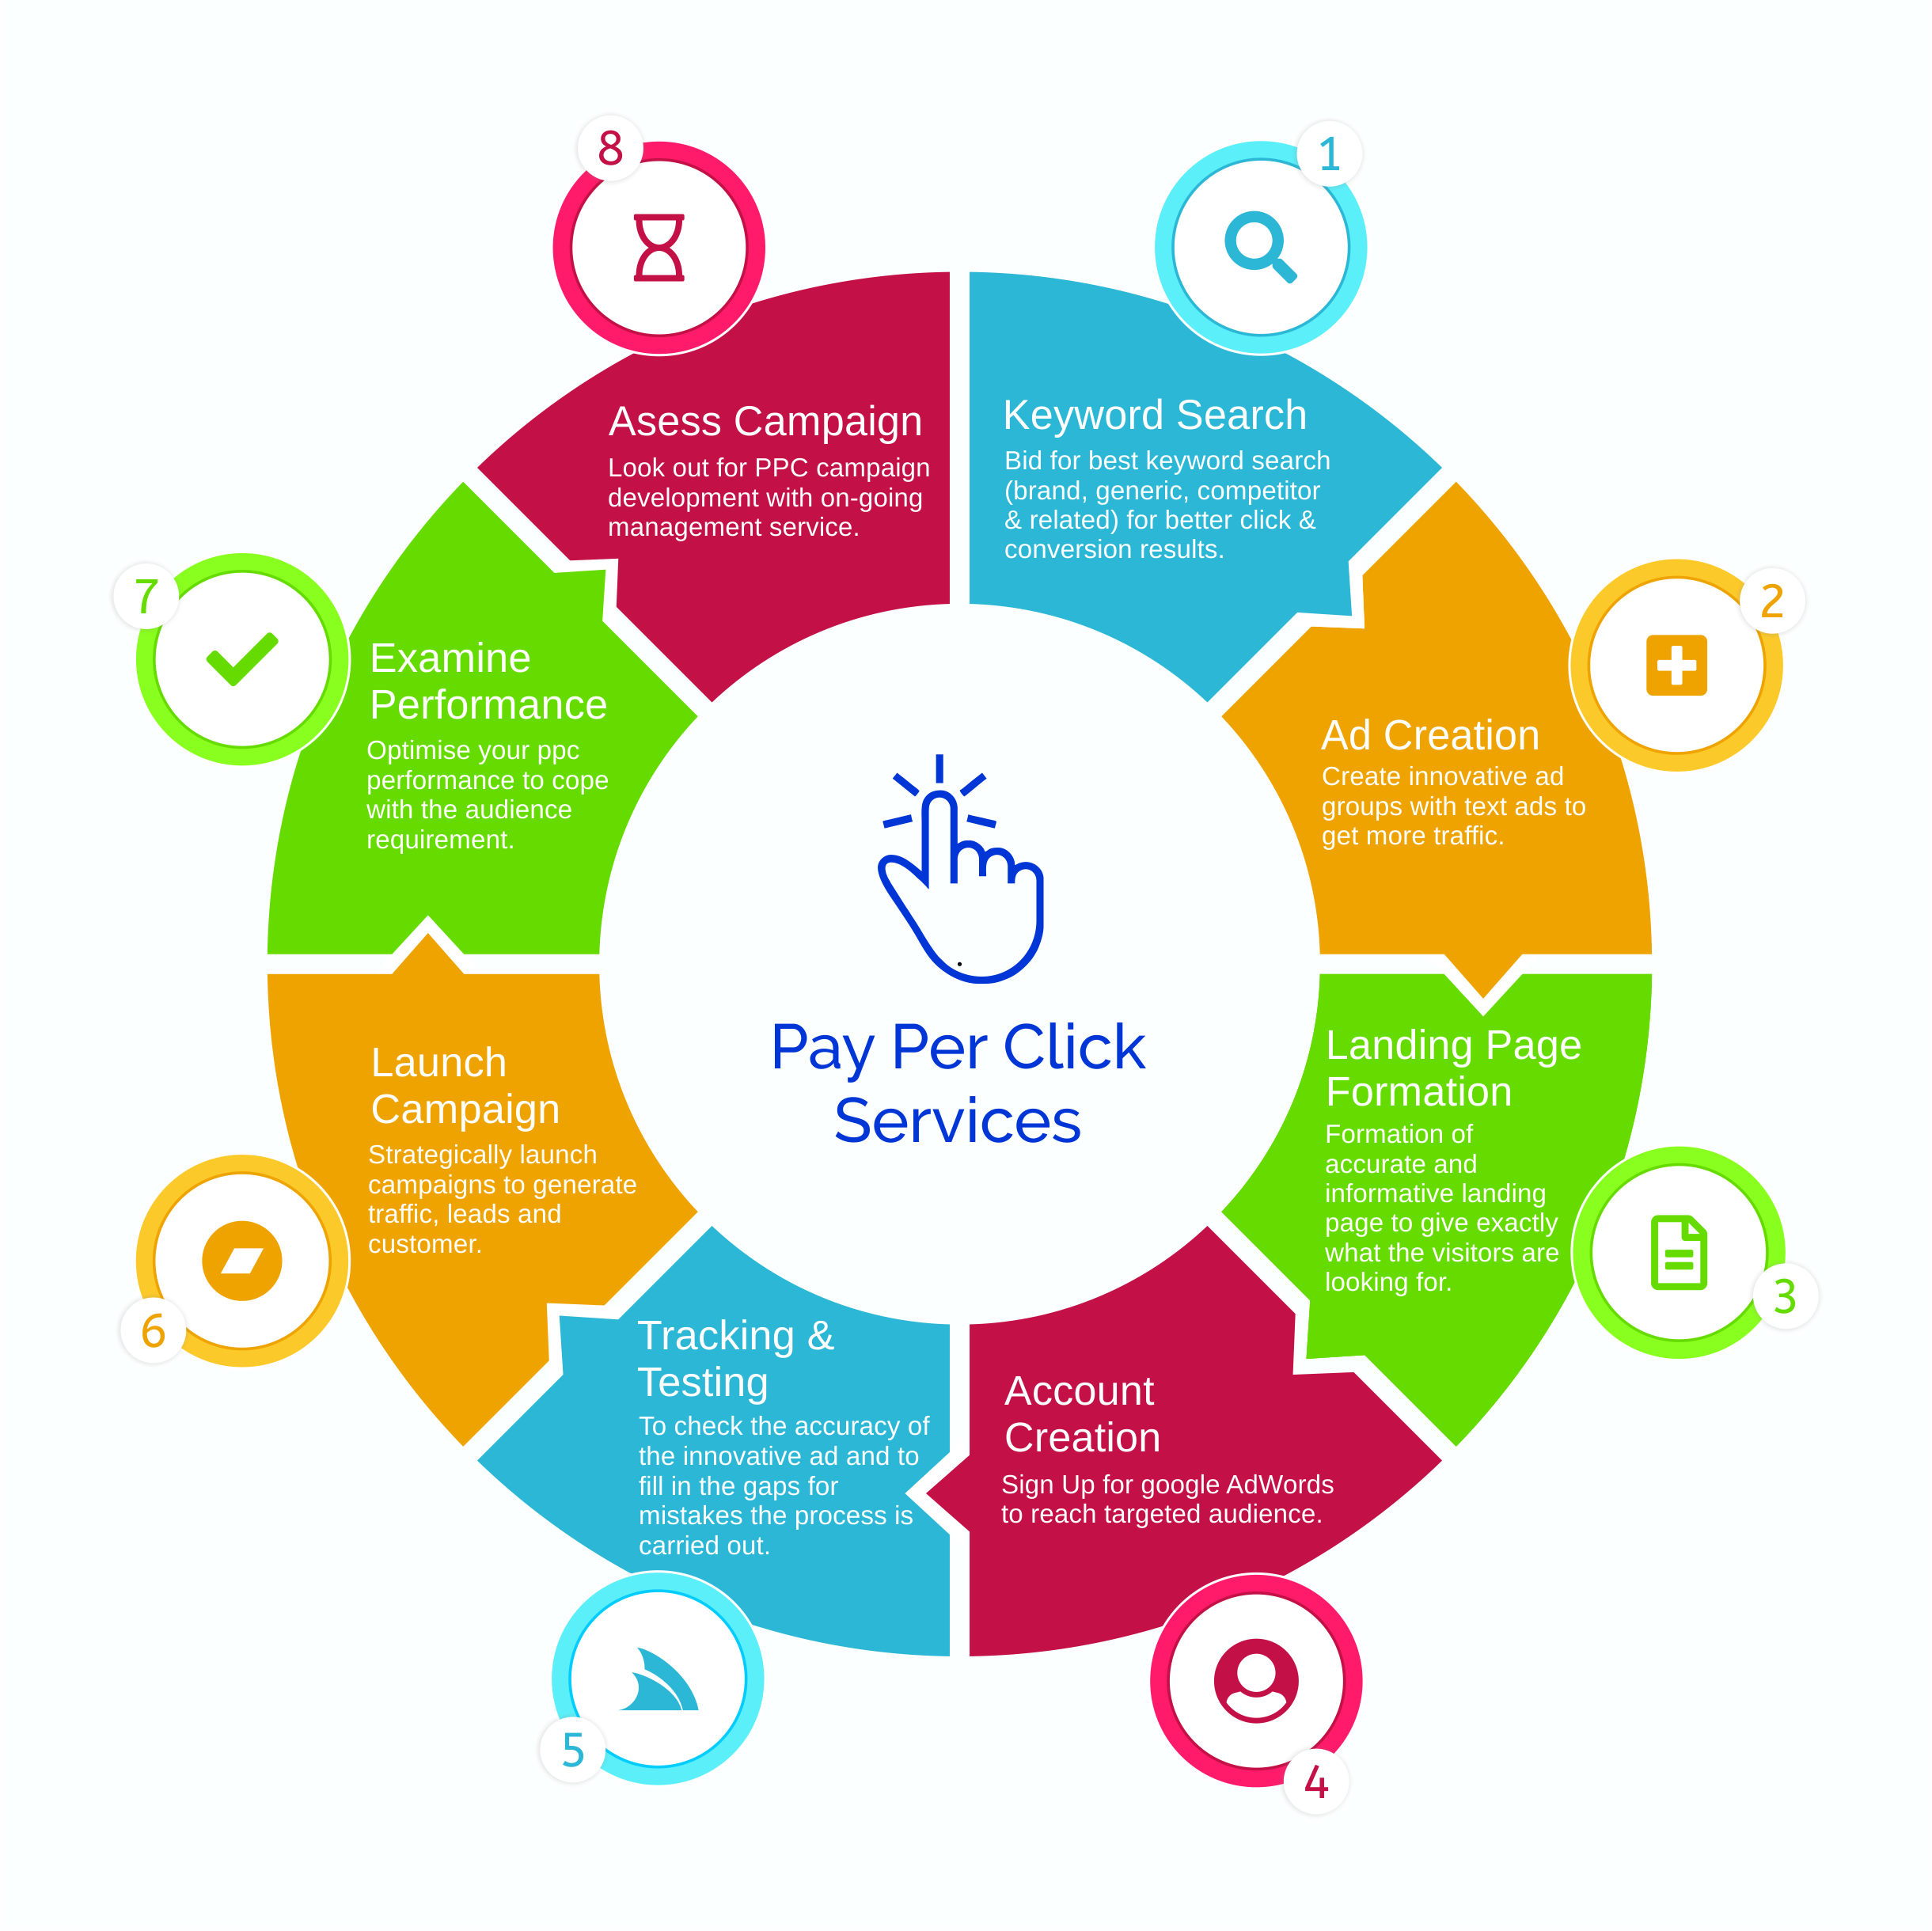 Pay Per Click
Services
1
Keyword Search
Bid for best keyword search
(brand, generic, competitor
& related) for better click &
conversion results.
2
Ad Creation
Create innovative ad
groups with text ads to
get more traffic.
3
Landing Page
Formation
Formation of
accurate and
informative landing
page to give exactly
what the visitors are
looking for.
4
Account
Creation
Sign Up for google AdWords
to reach targeted audience.
5
Tracking &
Testing
To check the accuracy of
the innovative ad and to
fill in the gaps for
mistakes the process is
carried out.
6
Launch
Campaign
Strategically launch
campaigns to generate
traffic, leads and
customer.
7
Examine
Performance
Optimise your ppc
performance to cope
with the audience
requirement.
8
Asess Campaign
Look out for PPC campaign
development with on-going
management service.